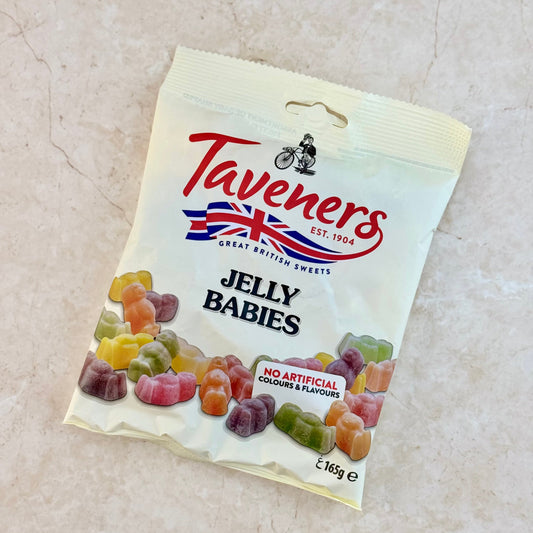 Taveners
EST. 1904
GREAT BRITISH SWEETS
JELLY
BABIES
NO ARTIFICIAL
COLOURS & FLAVOURS
165g ℮